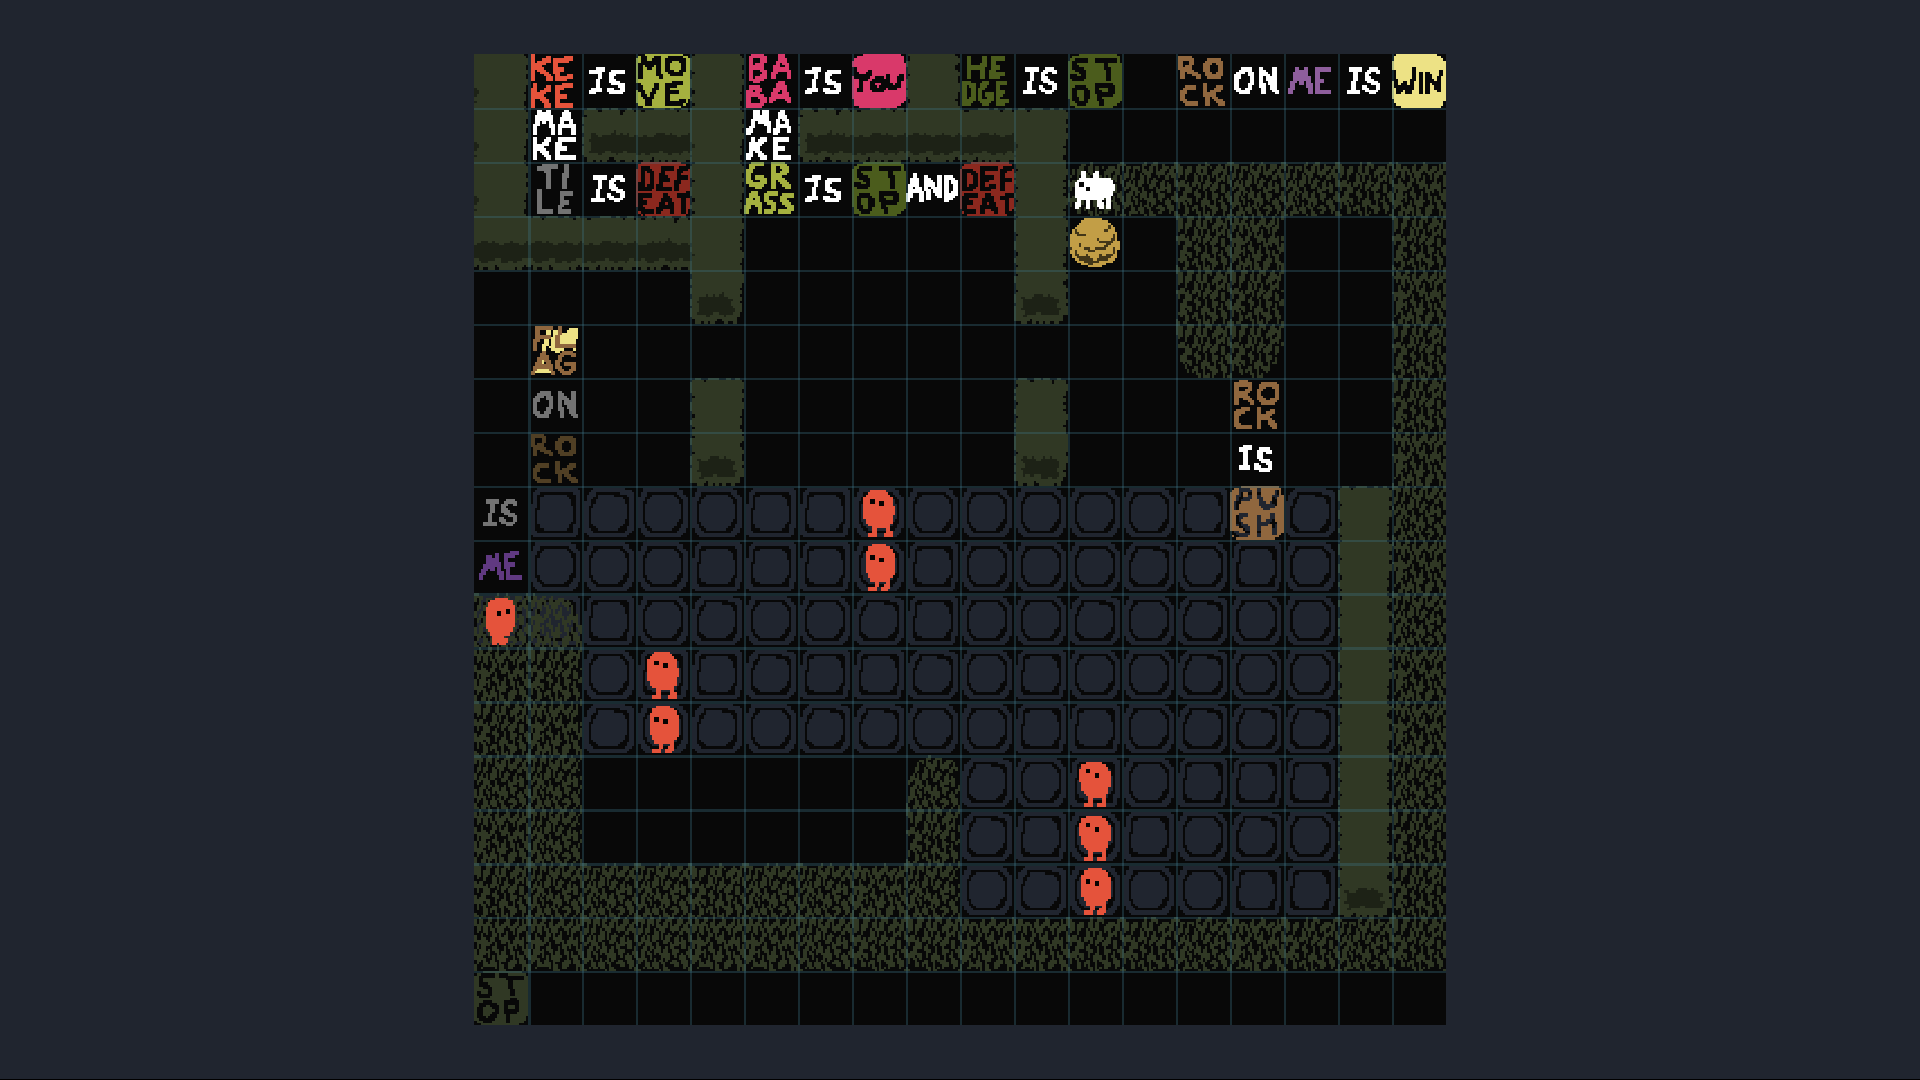 KEKE IS MOVE BABA IS YOU HEDGE IS STOP ROCK ON ME IS WIN
MAKE MAKE
TILE IS DEFEAT GRASS IS STOP AND DEFEAT
FLAG
ON ROCK
ROCK IS
IS PUSH
ME
STOP